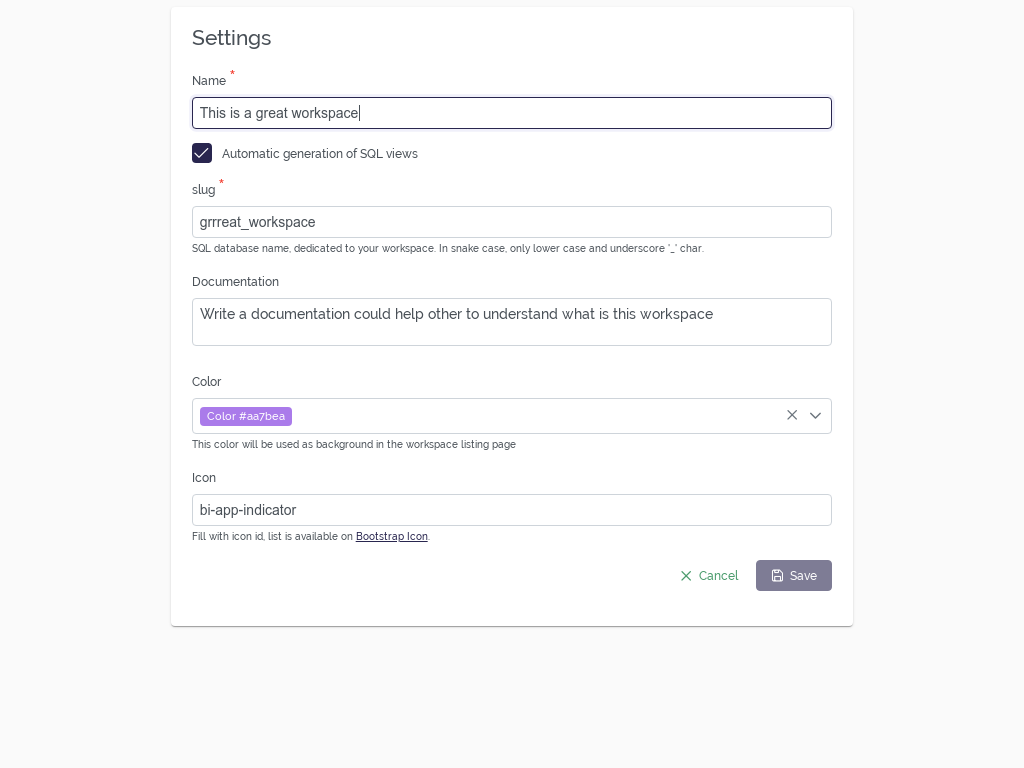 Settings
Name *
This is a great workspace
Automatic generation of SQL views
slug *
grrreat_workspace
SQL database name, dedicated to your workspace. In snake case, only lower case and underscore '_' char.
Documentation
Write a documentation could help other to understand what is this workspace
Color
Color #aa7bea
This color will be used as background in the workspace listing page
Icon
bi-app-indicator
Fill with icon id, list is available on Bootstrap Icon.
Cancel Save